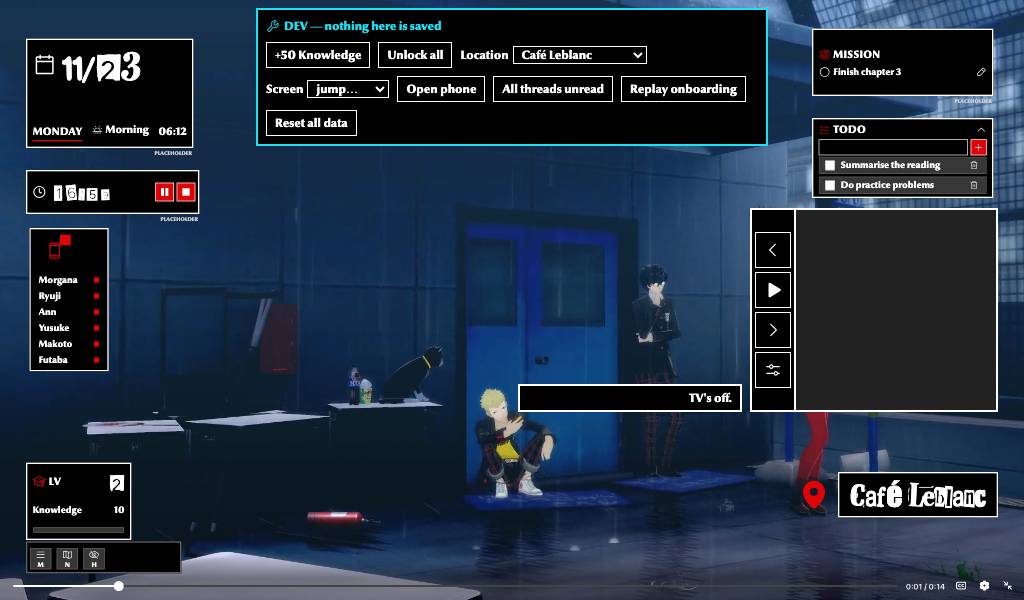 DEV — nothing here is saved
+50 Knowledge
Unlock all
Location
Café Leblanc
Screen
jump...
Open phone
All threads unread
Replay onboarding
Reset all data
11/23
MONDAY
Morning
06:12
PLACEHOLDER
PLACEHOLDER
Morgana
Ryuji
Ann
Yusuke
Makoto
Futaba
MISSION
Finish chapter 3
PLACEHOLDER
TODO
+
Summarise the reading
Do practice problems
TV's off.
LV
2
Knowledge 10
M N H
Café Leblanc
0:01 / 0:14
CC